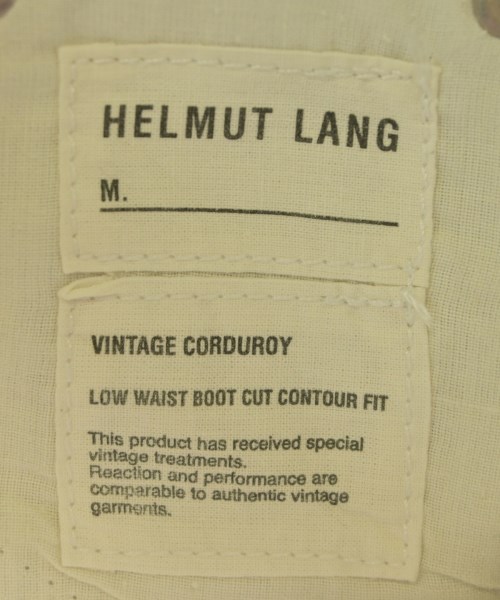 HELMUT LANG
M.
VINTAGE CORDUROY
LOW WAIST BOOT CUT CONTOUR FIT
This product has received special
vintage treatments.
Reaction and performance are
comparable to authentic vintage
garments.